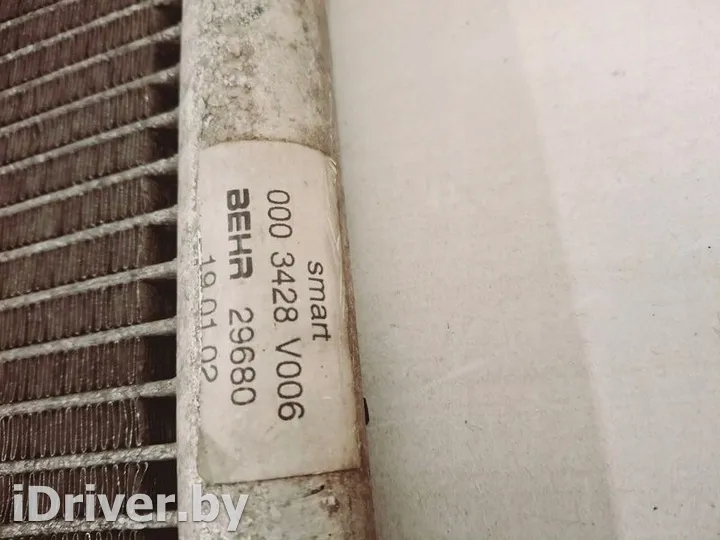 smart
000 3428 V006
BEHR 29680
19 01 02
iDriver.by